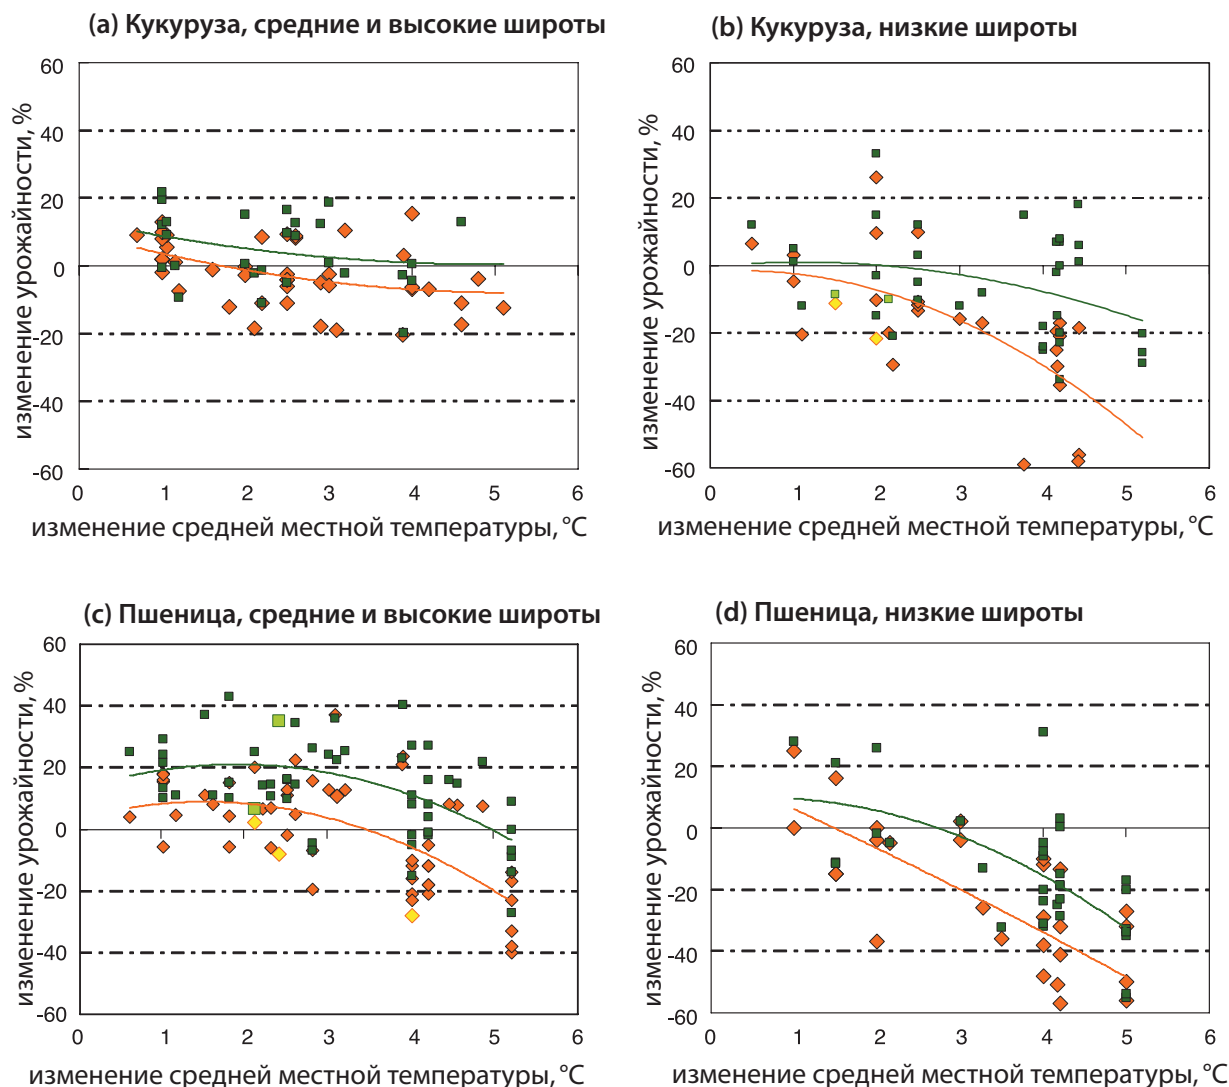 (a) Кукуруза, средние и высокие широты
изменение урожайности, %
60
40
20
0
-20
-40
-60
0 1 2 3 4 5 6
изменение средней местной температуры, °C
(b) Кукуруза, низкие широты
изменение урожайности, %
60
40
20
0
-20
-40
-60
0 1 2 3 4 5 6
изменение средней местной температуры, °C
(c) Пшеница, средние и высокие широты
изменение урожайности, %
60
40
20
0
-20
-40
-60
0 1 2 3 4 5 6
изменение средней местной температуры, °C
(d) Пшеница, низкие широты
изменение урожайности, %
60
40
20
0
-20
-40
-60
0 1 2 3 4 5 6
изменение средней местной температуры, °C